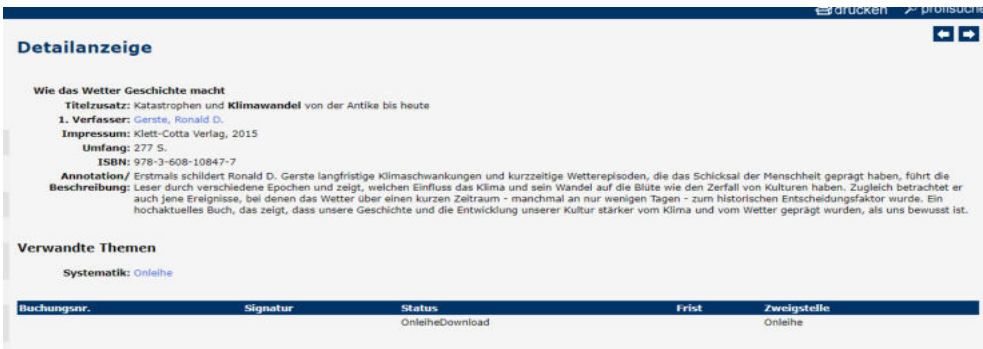 drucken profisuche
Detailanzeige
Wie das Wetter Geschichte macht
Titelzusatz: Katastrophen und Klimawandel von der Antike bis heute
1. Verfasser: Gerste, Ronald D.
Impressum: Klett-Cotta Verlag, 2015
Umfang: 277 S.
ISBN: 978-3-608-10847-7
Annotation/ Erstmals schildert Ronald D. Gerste langfristige Klimaschwankungen und kurzzeitige Wetterepisoden, die das Schicksal der Menschheit geprägt haben, führt die
Beschreibung: Leser durch verschiedene Epochen und zeigt, welchen Einfluss das Klima und sein Wandel auf die Blüte wie den Zerfall von Kulturen haben. Zugleich betrachtet er
auch jene Ereignisse, bei denen das Wetter über einen kurzen Zeitraum - manchmal an nur wenigen Tagen - zum historischen Entscheidungsfaktor wurde. Ein
hochaktuelles Buch, das zeigt, dass unsere Geschichte und die Entwicklung unserer Kultur stärker vom Klima und vom Wetter geprägt wurden, als uns bewusst ist.
Verwandte Themen
Systematik: Onleihe
Buchungsnr. Signatur Status Frist Zweigstelle
OnleiheDownload Onleihe